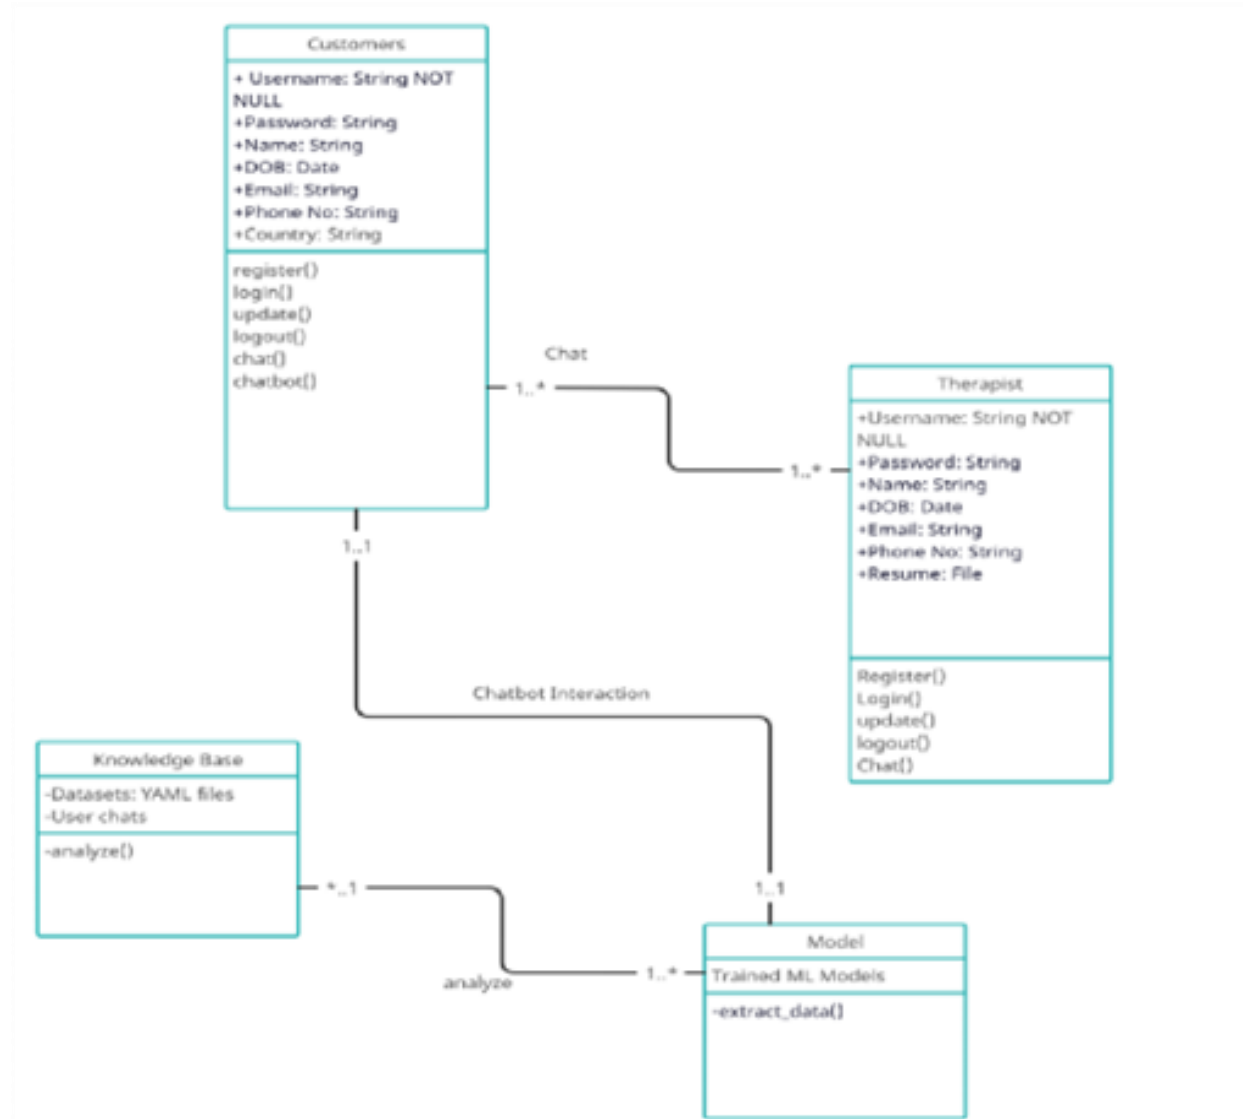 Customers
+ Username: String NOT
NULL
+Password: String
+Name: String
+DOB: Date
+Email: String
+Phone No: String
+Country: String
register()
login()
update()
logout()
chat()
chatbot()
Chat
1..*
1..*
Therapist
+Username: String NOT
NULL
+Password: String
+Name: String
+DOB: Date
+Email: String
+Phone No: String
+Resume: File
Register()
Login()
update()
logout()
Chat()
1..1
Chatbot Interaction
1..1
Knowledge Base
-Datasets: YAML files
-User chats
-analyze()
*..1
analyze
1..*
Model
Trained ML Models
-extract_data()